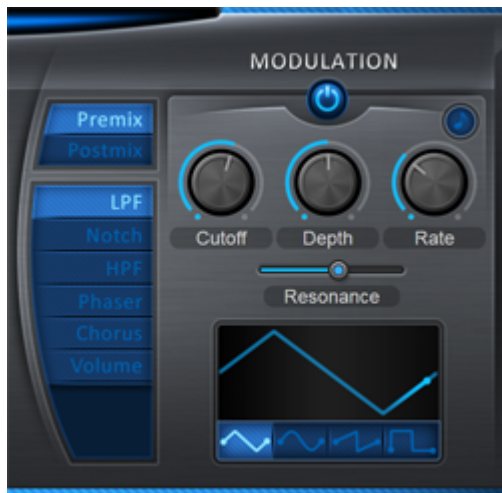 MODULATION
Premix
Postmix
LPF
Notch
HPF
Phaser
Chorus
Volume
Cutoff
Depth
Rate
Resonance